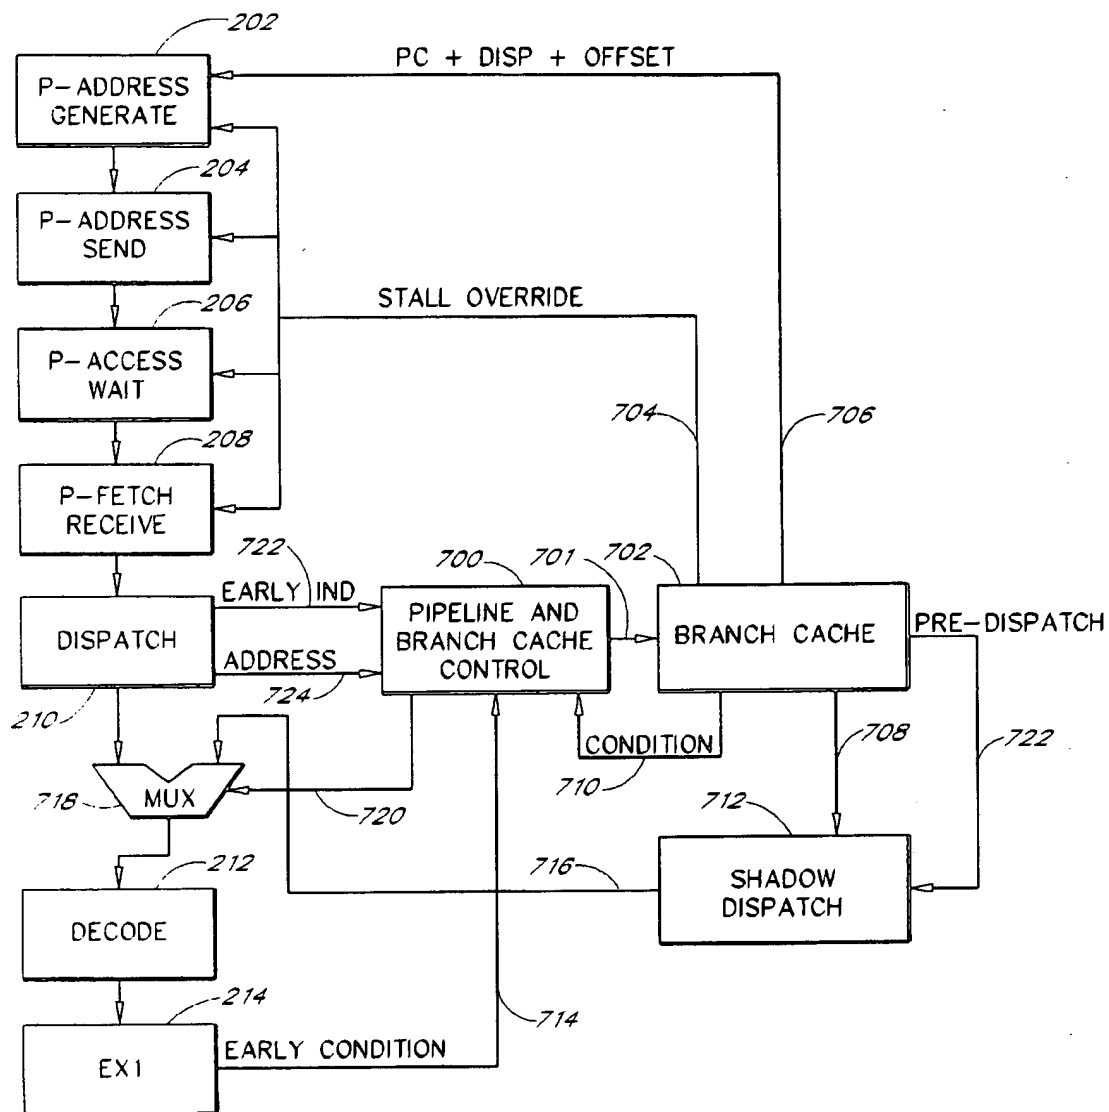 202
P-ADDRESS
GENERATE
PC + DISP + OFFSET
204
P-ADDRESS
SEND
206
STALL OVERRIDE
P-ACCESS
WAIT
704
706
208
P-FETCH
RECEIVE
722
700
701
702
EARLY IND
DISPATCH
PIPELINE AND
BRANCH CACHE
CONTROL
BRANCH CACHE
PRE-DISPATCH
ADDRESS
724
210
CONDITION
710
708
722
718
MUX
720
712
716
SHADOW
DISPATCH
212
DECODE
214
714
EARLY CONDITION
EX1